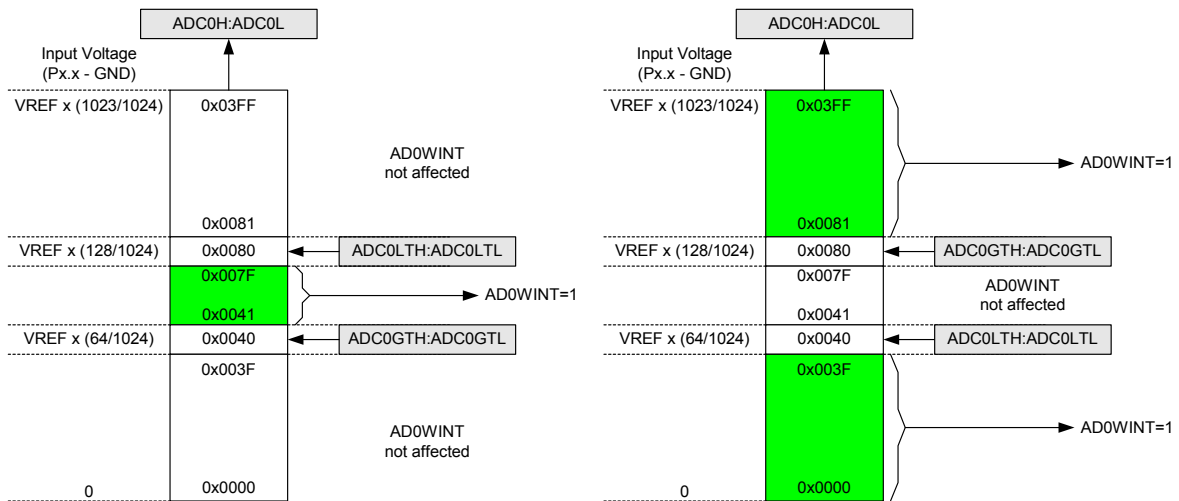 ADC0H:ADC0L
Input Voltage
(Px.x - GND)
VREF x (1023/1024)
0x03FF
AD0WINT
not affected
0x0081
VREF x (128/1024)
0x0080
ADC0LTH:ADC0LTL
0x007F
AD0WINT=1
0x0041
VREF x (64/1024)
0x0040
ADC0GTH:ADC0GTL
0x003F
AD0WINT
not affected
0
0x0000
ADC0H:ADC0L
Input Voltage
(Px.x - GND)
VREF x (1023/1024)
0x03FF
AD0WINT=1
0x0081
VREF x (128/1024)
0x0080
ADC0GTH:ADC0GTL
0x007F
AD0WINT
not affected
0x0041
VREF x (64/1024)
0x0040
ADC0LTH:ADC0LTL
0x003F
AD0WINT=1
0
0x0000